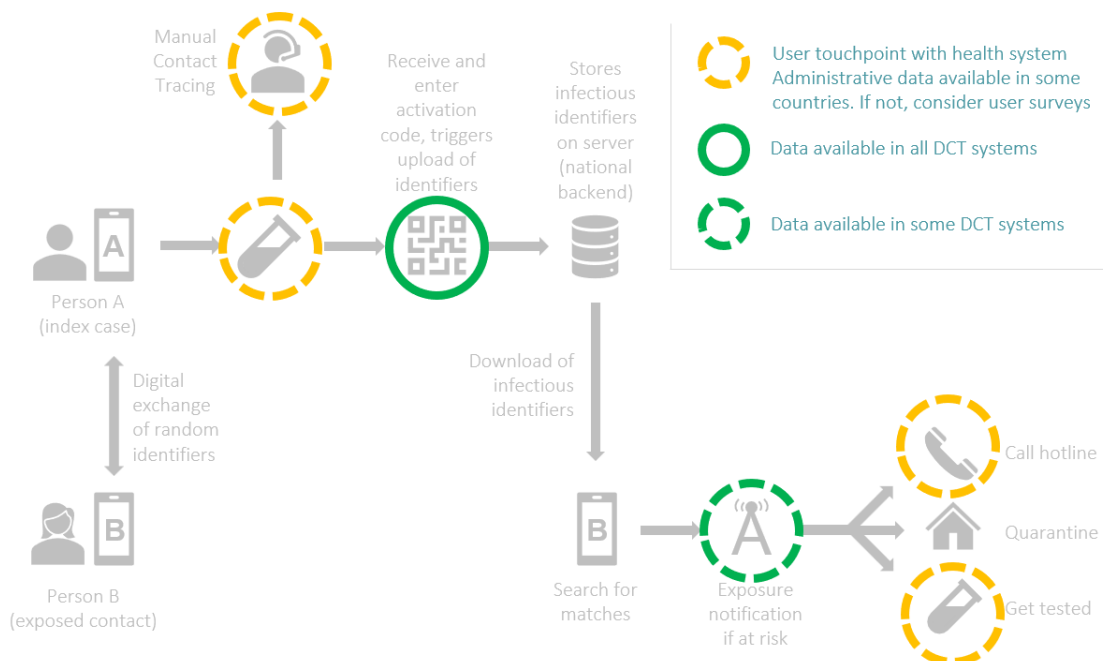 Manual
Contact
Tracing
Receive and
enter
activation
code, triggers
upload of
identifiers
Stores
infectious
identifiers
on server
(national
backend)
User touchpoint with health system
Administrative data available in some
countries. If not, consider user surveys
Data available in all DCT systems
Data available in some DCT systems
A
Person A
(index case)
Digital
exchange
of random
identifiers
Download of
infectious
identifiers
B
Person B
(exposed contact)
B
Search for
matches
Exposure
notification
if at risk
Call hotline
Quarantine
Get tested